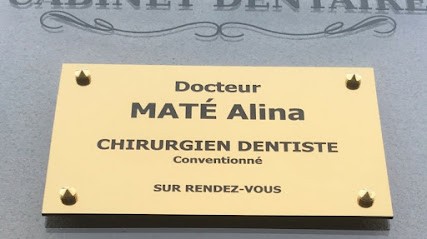 CABINET DENTAIRE
Docteur
MATÉ Alina
CHIRURGIEN DENTISTE
Conventionné
SUR RENDEZ-VOUS